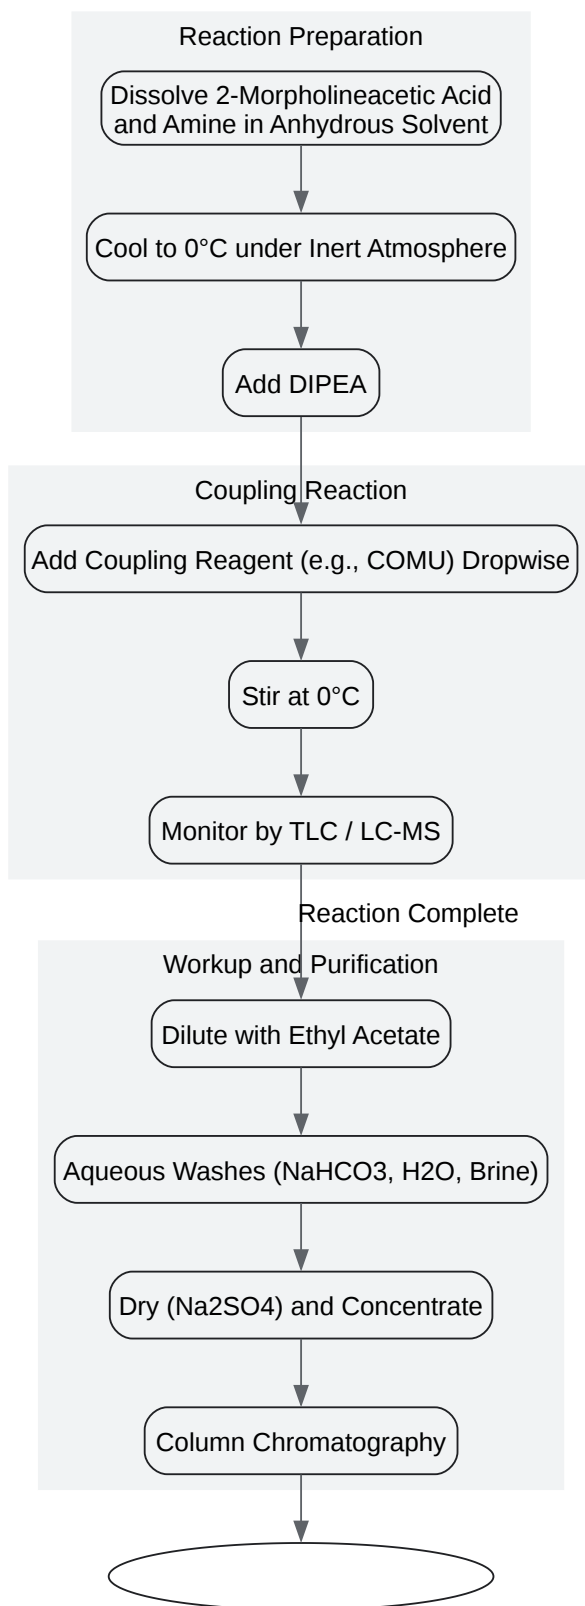 Reaction Preparation
Dissolve 2-Morpholineacetic Acid
and Amine in Anhydrous Solvent
Cool to 0°C under Inert Atmosphere
Add DIPEA
Coupling Reaction
Add Coupling Reagent (e.g., COMU) Dropwise
Stir at 0°C
Monitor by TLC / LC-MS
Reaction Complete
Workup and Purification
Dilute with Ethyl Acetate
Aqueous Washes (NaHCO3, H2O, Brine)
Dry (Na2SO4) and Concentrate
Column Chromatography